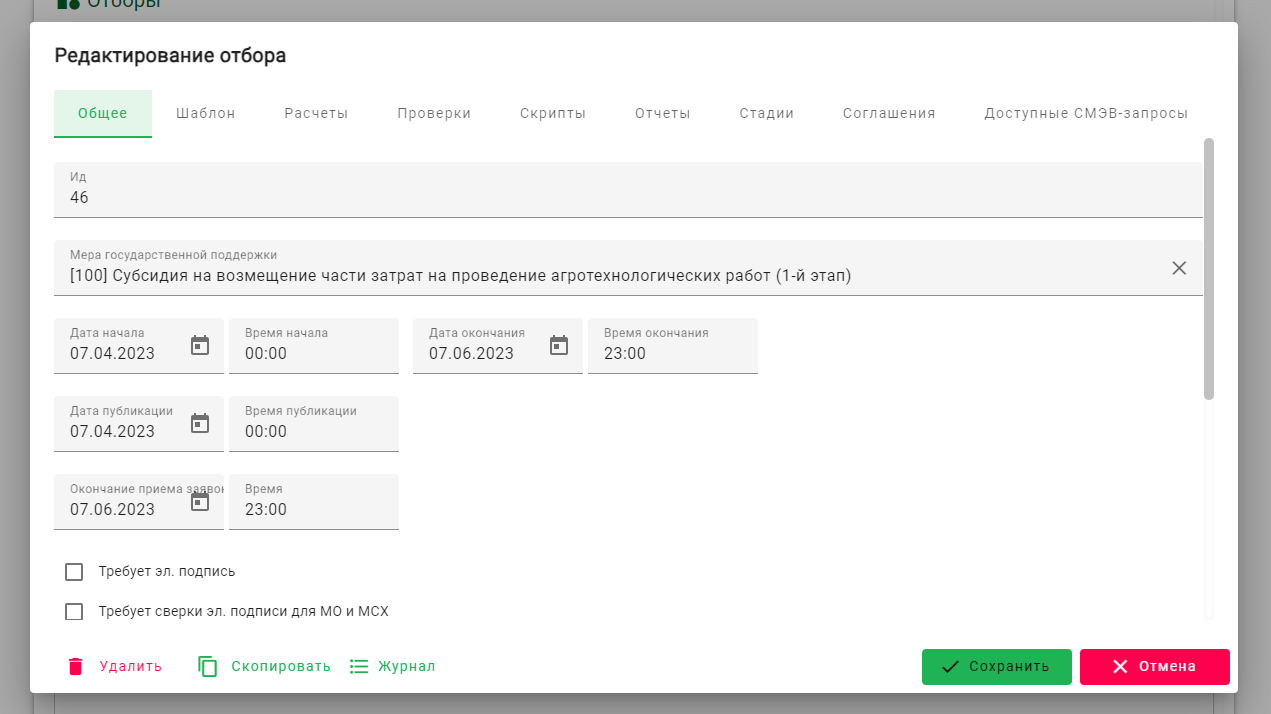 Отборы
Редактирование отбора
Общее Шаблон Расчеты Проверки Скрипты Отчеты Стадии Соглашения Доступные СМЭВ-запросы
Ид
46
Мера государственной поддержки
[100] Субсидия на возмещение части затрат на проведение агротехнологических работ (1-й этап)
Дата начала Время начала Дата окончания Время окончания
07.04.2023 00:00 07.06.2023 23:00
Дата публикации Время публикации
07.04.2023 00:00
Окончание приема заявок Время
07.06.2023 23:00
Требует эл. подпись
Требует сверки эл. подписи для МО и МСХ
Удалить Скопировать Журнал Сохранить Отмена